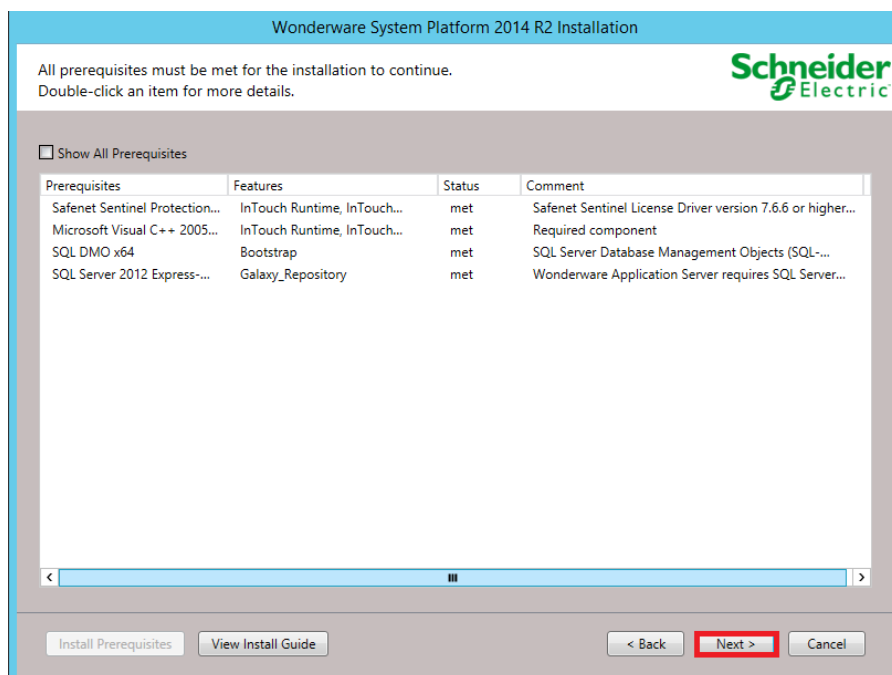 Wonderware System Platform 2014 R2 Installation
All prerequisites must be met for the installation to continue.
Double-click an item for more details.
Schneider
Electric
Show All Prerequisites
Prerequisites Features Status Comment
Safenet Sentinel Protection... InTouch Runtime, InTouch... met Safenet Sentinel License Driver version 7.6.6 or higher...
Microsoft Visual C++ 2005... InTouch Runtime, InTouch... met Required component
SQL DMO x64 Bootstrap met SQL Server Database Management Objects (SQL-...
SQL Server 2012 Express-... Galaxy_Repository met Wonderware Application Server requires SQL Server...
Install Prerequisites View Install Guide < Back Next > Cancel